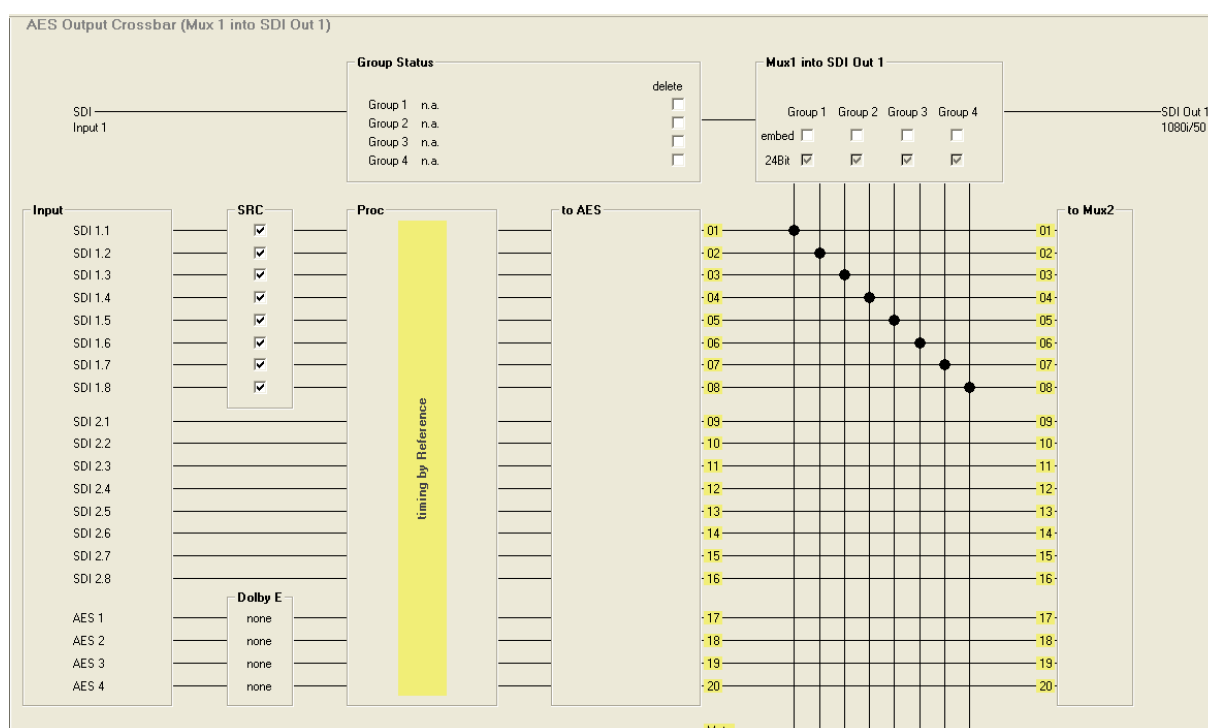 AES Output Crossbar (Mux 1 into SDI Out 1)
Group Status
delete
Group 1 n.a.
Group 2 n.a.
Group 3 n.a.
Group 4 n.a.
SDI
Input 1
Mux1 into SDI Out 1
Group 1 Group 2 Group 3 Group 4
embed
24Bit
SDI Out 1
1080i/50
Input SRC Proc to AES to Mux2
SDI 1.1 01 01
SDI 1.2 02 02
SDI 1.3 03 03
SDI 1.4 04 04
SDI 1.5 05 05
SDI 1.6 06 06
SDI 1.7 07 07
SDI 1.8 08 08
timing by Reference
SDI 2.1 09 09
SDI 2.2 10 10
SDI 2.3 11 11
SDI 2.4 12 12
SDI 2.5 13 13
SDI 2.6 14 14
SDI 2.7 15 15
SDI 2.8 16 16
Dolby E
AES 1 none 17 17
AES 2 none 18 18
AES 3 none 19 19
AES 4 none 20 20